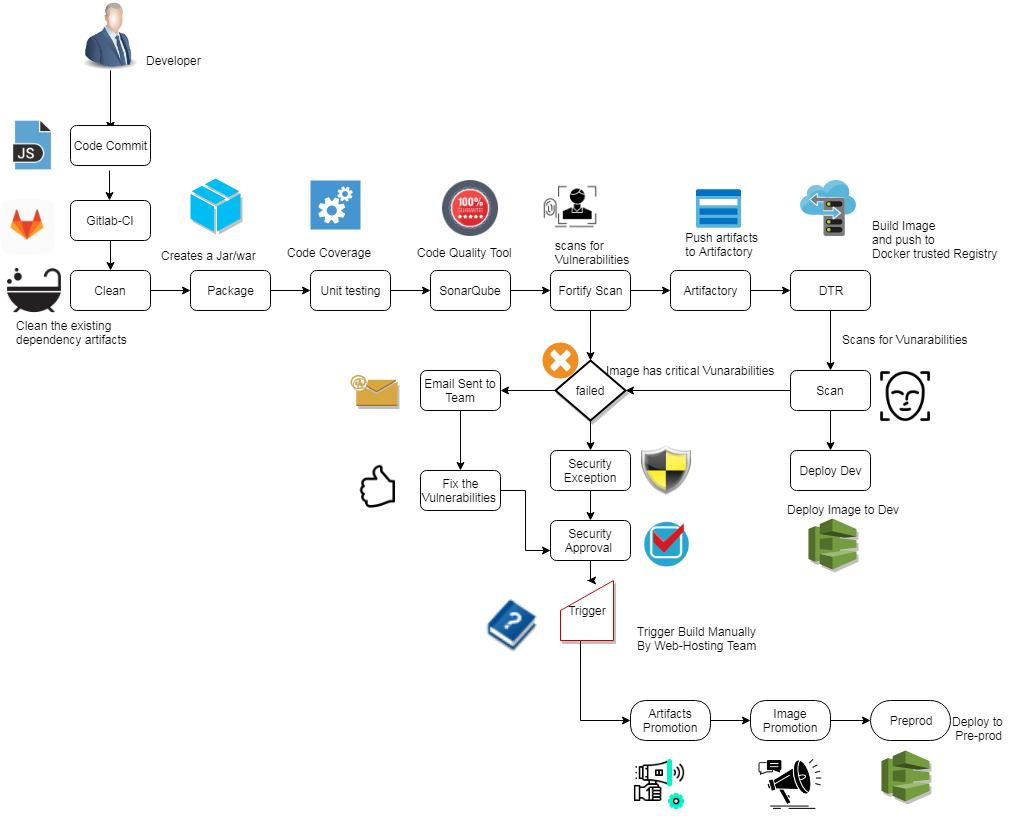 Developer
JS
Code Commit
Gitlab-CI
Creates a Jar/war
Code Coverage
100%
Code Quality Tool
scans for
Vulnerabilities
Push artifacts
to Artifactory
Build Image
and push to
Docker trusted Registry
Clean
Package
Unit testing
SonarQube
Fortify Scan
Artifactory
DTR
Clean the existing
dependency artifacts
Scans for Vunarabilities
Image has critical Vunarabilities
@
Email Sent to
Team
failed
Scan
Fix the
Vulnerabilities
Security
Exception
Deploy Dev
Deploy Image to Dev
Security
Approval
?
Trigger
Trigger Build Manually
By Web-Hosting Team
Artifacts
Promotion
Image
Promotion
Preprod
Deploy to
Pre-prod